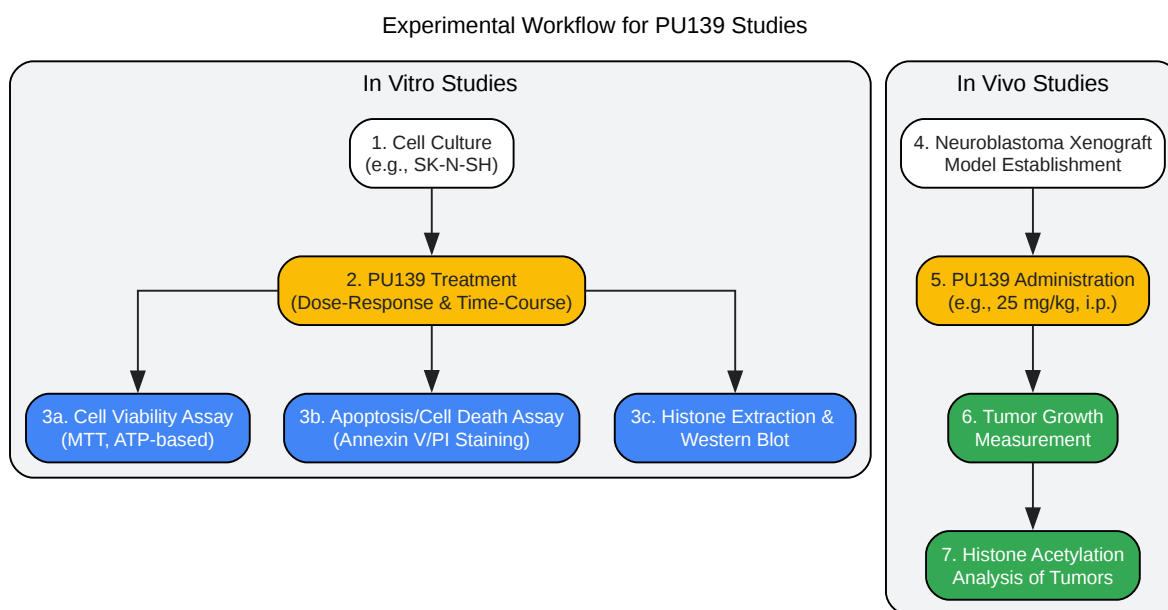 Experimental Workflow for PU139 Studies
In Vitro Studies
1. Cell Culture
(e.g., SK-N-SH)
2. PU139 Treatment
(Dose-Response & Time-Course)
3a. Cell Viability Assay
(MTT, ATP-based)
3b. Apoptosis/Cell Death Assay
(Annexin V/PI Staining)
3c. Histone Extraction &
Western Blot
In Vivo Studies
4. Neuroblastoma Xenograft
Model Establishment
5. PU139 Administration
(e.g., 25 mg/kg, i.p.)
6. Tumor Growth
Measurement
7. Histone Acetylation
Analysis of Tumors